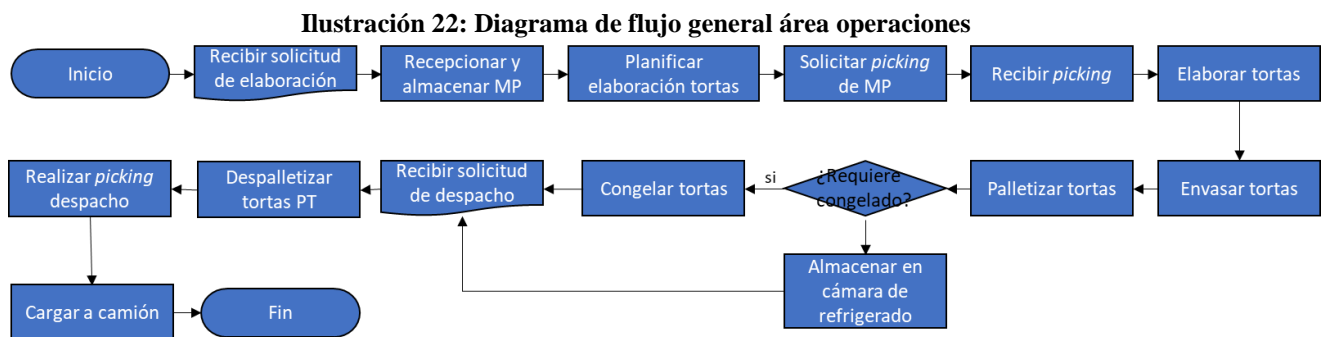 Ilustración 22: Diagrama de flujo general área operaciones
Inicio
Recibir solicitud
de elaboración
Recepcionar y
almacenar MP
Planificar
elaboración tortas
Solicitar picking
de MP
Recibir picking
Elaborar tortas
Envasar tortas
Palletizar tortas
¿Requiere
congelado?
si
Congelar tortas
Almacenar en
cámara de
refrigerado
Recibir solicitud
de despacho
Despalletizar
tortas PT
Realizar picking
despacho
Cargar a camión
Fin